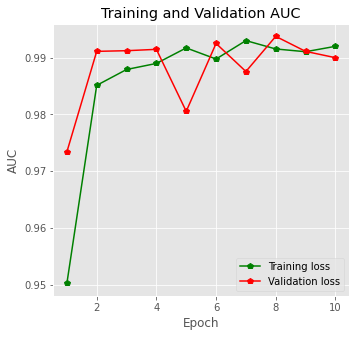 Training and Validation AUC
AUC
0.99
0.98
0.97
0.96
0.95
2
4
6
8
10
Epoch
Training loss
Validation loss